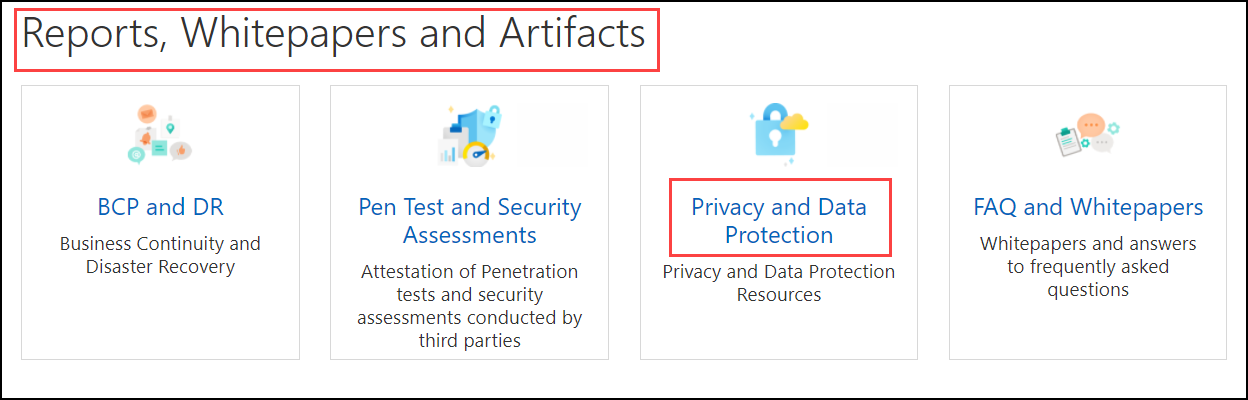 Reports, Whitepapers and Artifacts
BCP and DR
Business Continuity and
Disaster Recovery
Pen Test and Security
Assessments
Attestation of Penetration
tests and security
assessments conducted by
third parties
Privacy and Data
Protection
Privacy and Data Protection
Resources
FAQ and Whitepapers
Whitepapers and answers
to frequently asked
questions